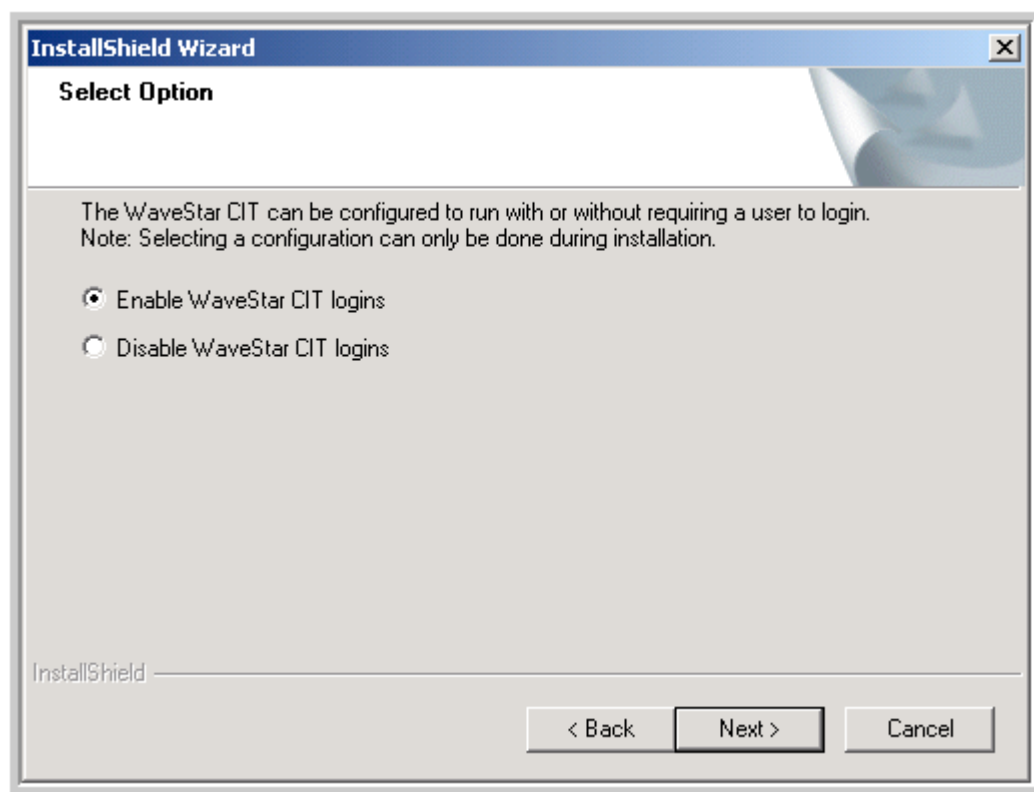 InstallShield Wizard
Select Option
The WaveStar CIT can be configured to run with or without requiring a user to login.
Note: Selecting a configuration can only be done during installation.
Enable WaveStar CIT logins
Disable WaveStar CIT logins
InstallShield
< Back Next > Cancel